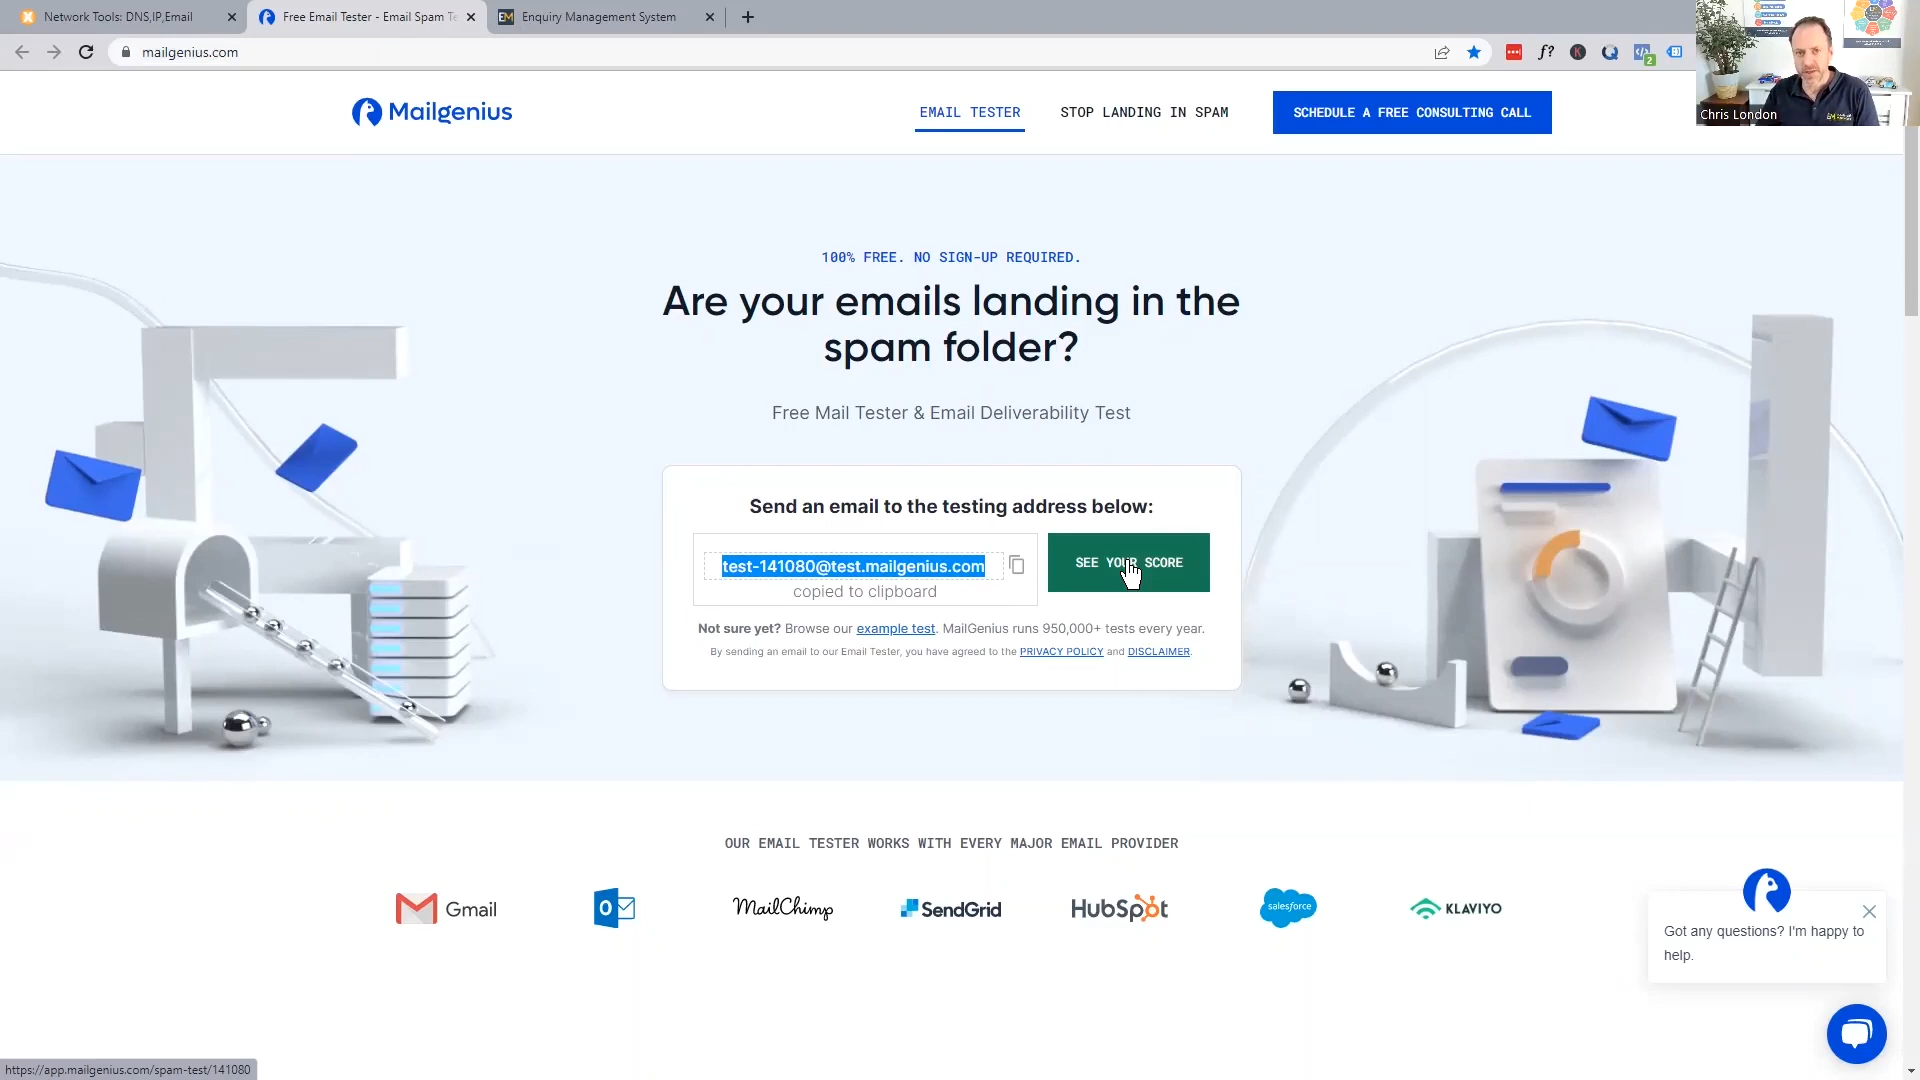 Network Tools: DNS,IP,Email
Free Email Tester - Email Spam Te
EM Enquiry Management System
mailgenius.com
f?
K
2
Chris London
Mailgenius
EMAIL TESTER
STOP LANDING IN SPAM
SCHEDULE A FREE CONSULTING CALL
100% FREE. NO SIGN-UP REQUIRED.
Are your emails landing in the
spam folder?
Free Mail Tester & Email Deliverability Test
Send an email to the testing address below:
test-141080@test.mailgenius.com
copied to clipboard
SEE YOUR SCORE
Not sure yet? Browse our example test. MailGenius runs 950,000+ tests every year.
By sending an email to our Email Tester, you have agreed to the PRIVACY POLICY and DISCLAIMER.
OUR EMAIL TESTER WORKS WITH EVERY MAJOR EMAIL PROVIDER
Gmail
O
MailChimp
SendGrid
HubSpot
salesforce
KLAVIYO
Got any questions? I'm happy to
help.
https://app.mailgenius.com/spam-test/141080